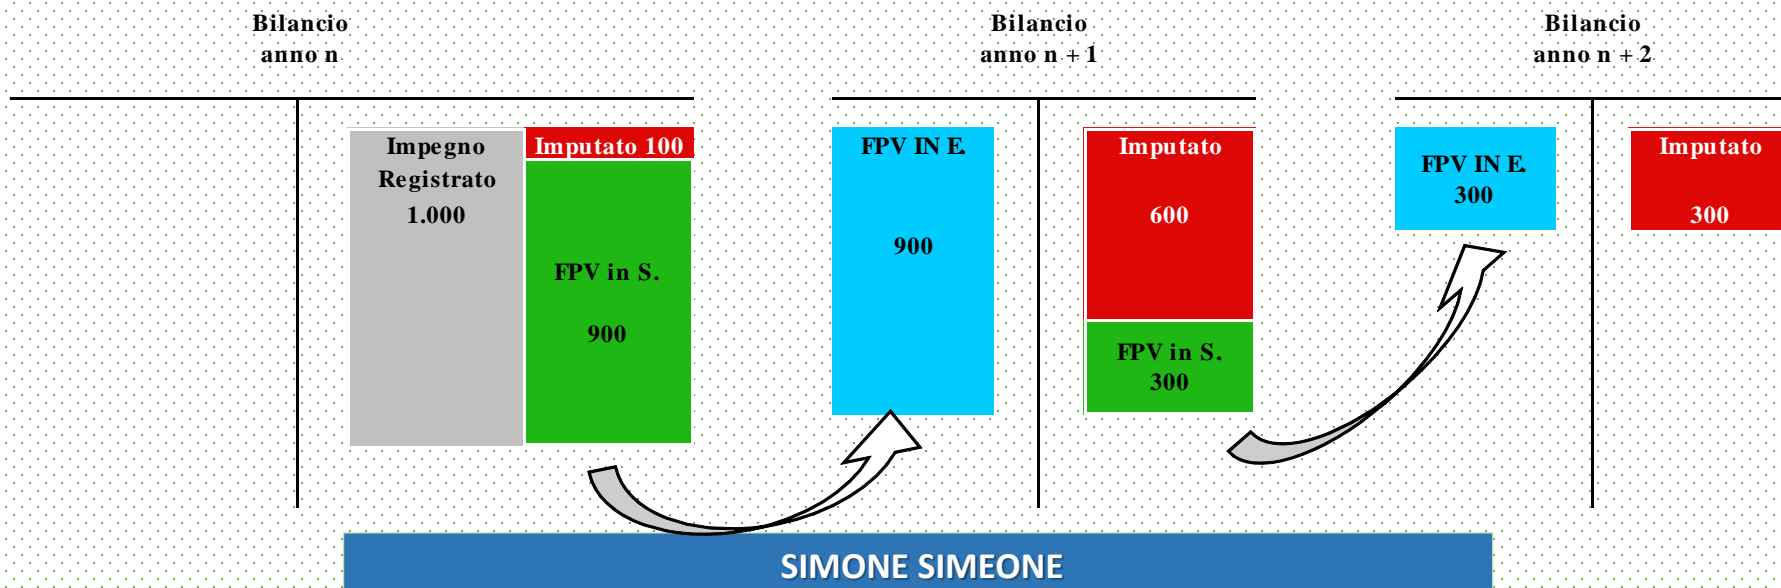 Bilancio
anno n
Bilancio
anno n + 1
Bilancio
anno n + 2
Impegno
Registrato
1.000
Imputato 100
FPV in S.
900
FPV IN E.
900
Imputato
600
FPV in S.
300
FPV IN E.
300
Imputato
300
SIMONE SIMEONE